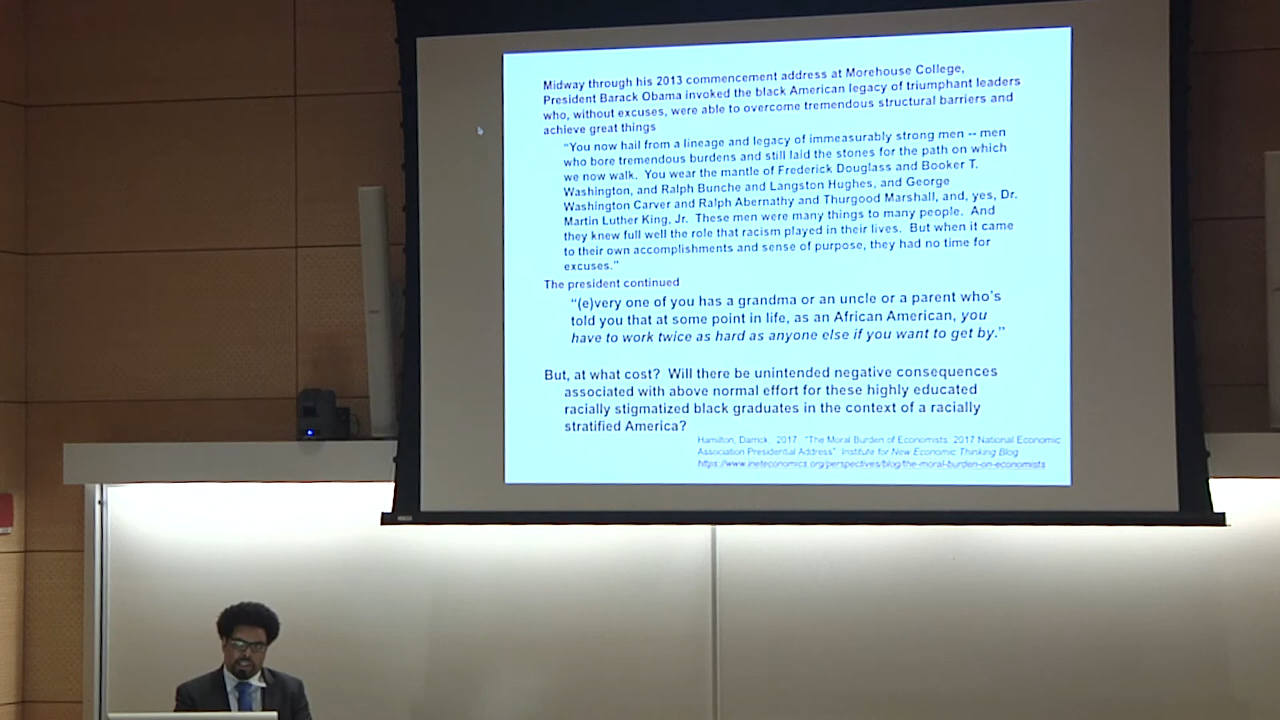 Midway through his 2013 commencement address at Morehouse College,
President Barack Obama invoked the black American legacy of triumphant leaders
who, without excuses, were able to overcome tremendous structural barriers and
achieve great things
“You now hail from a lineage and legacy of immeasurably strong men -- men
who bore tremendous burdens and still laid the stones for the path on which
we now walk. You wear the mantle of Frederick Douglass and Booker T.
Washington, and Ralph Bunche and Langston Hughes, and George
Washington Carver and Ralph Abernathy and Thurgood Marshall, and, yes, Dr.
Martin Luther King, Jr. These men were many things to many people. And
they knew full well the role that racism played in their lives. But when it came
to their own accomplishments and sense of purpose, they had no time for
excuses.”
The president continued
“(e)very one of you has a grandma or an uncle or a parent who’s
told you that at some point in life, as an African American, you
have to work twice as hard as anyone else if you want to get by.”
But, at what cost? Will there be unintended negative consequences
associated with above normal effort for these highly educated
racially stigmatized black graduates in the context of a racially
stratified America?
Hamilton, Darrick. 2017. “The Moral Burden of Economists. 2017 National Economic
Association Presidential Address” Institute for New Economic Thinking Blog
https://www.ineteconomics.org/perspectives/blog/the-moral-burden-on-economists